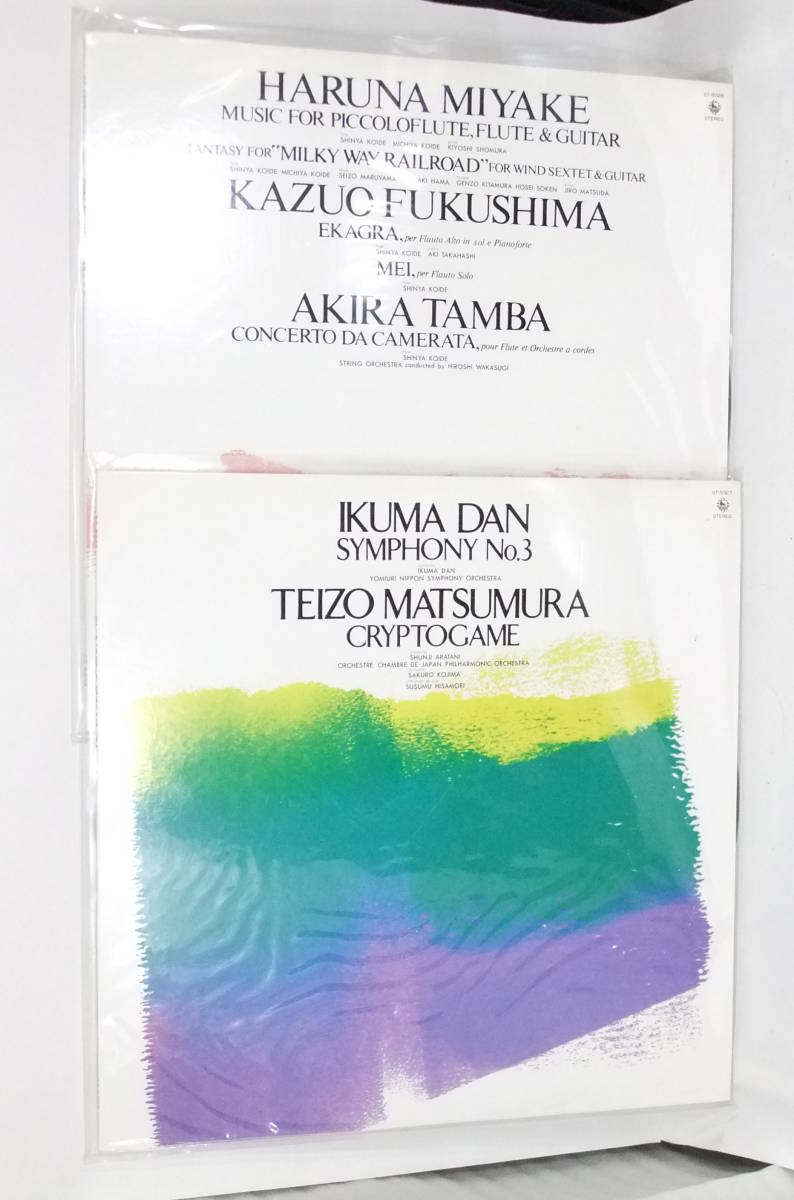 HARUNA MIYAKE
MUSIC FOR PICCOLOFLUTE, FLUTE & GUITAR
SHINYA KOIDE MICHIYA KOIDE KIYOSHI SHOMURA
FANTASY FOR "MILKY WAY RAILROAD" FOR WIND SEXTET & GUITAR
SHINYA KOIDE MICHIYA KOIDE SEIZO MARUYAMA HAMA GENZO KITAMURA HOSEI SOKEN JIRO MATSUDA
KAZUO FUKUSHIMA
EKAGRA, per Flauto Alto in sol e Pianoforte
SHINYA KOIDE AKI TAKAHASHI
MEI, per Flauto Solo
SHINYA KOIDE
AKIRA TAMBA
CONCERTO DA CAMERATA, pour Flute et Orchestre a cordes
SHINYA KOIDE
STRING ORCHESTRA conducted by HIROSHI WAKASUGI
STEREO
IKUMA DAN
SYMPHONY No.3
IKUMA DAN
YOMIURI NIPPON SYMPHONY ORCHESTRA
TEIZO MATSUMURA
CRYPTOGAME
SHUNJI ARATANI
ORCHESTRE CHAMBRE DE JAPAN PHILHARMONIC ORCHESTRA
SAKURO KOJIMA
SUSUMU HISAMORI
STEREO